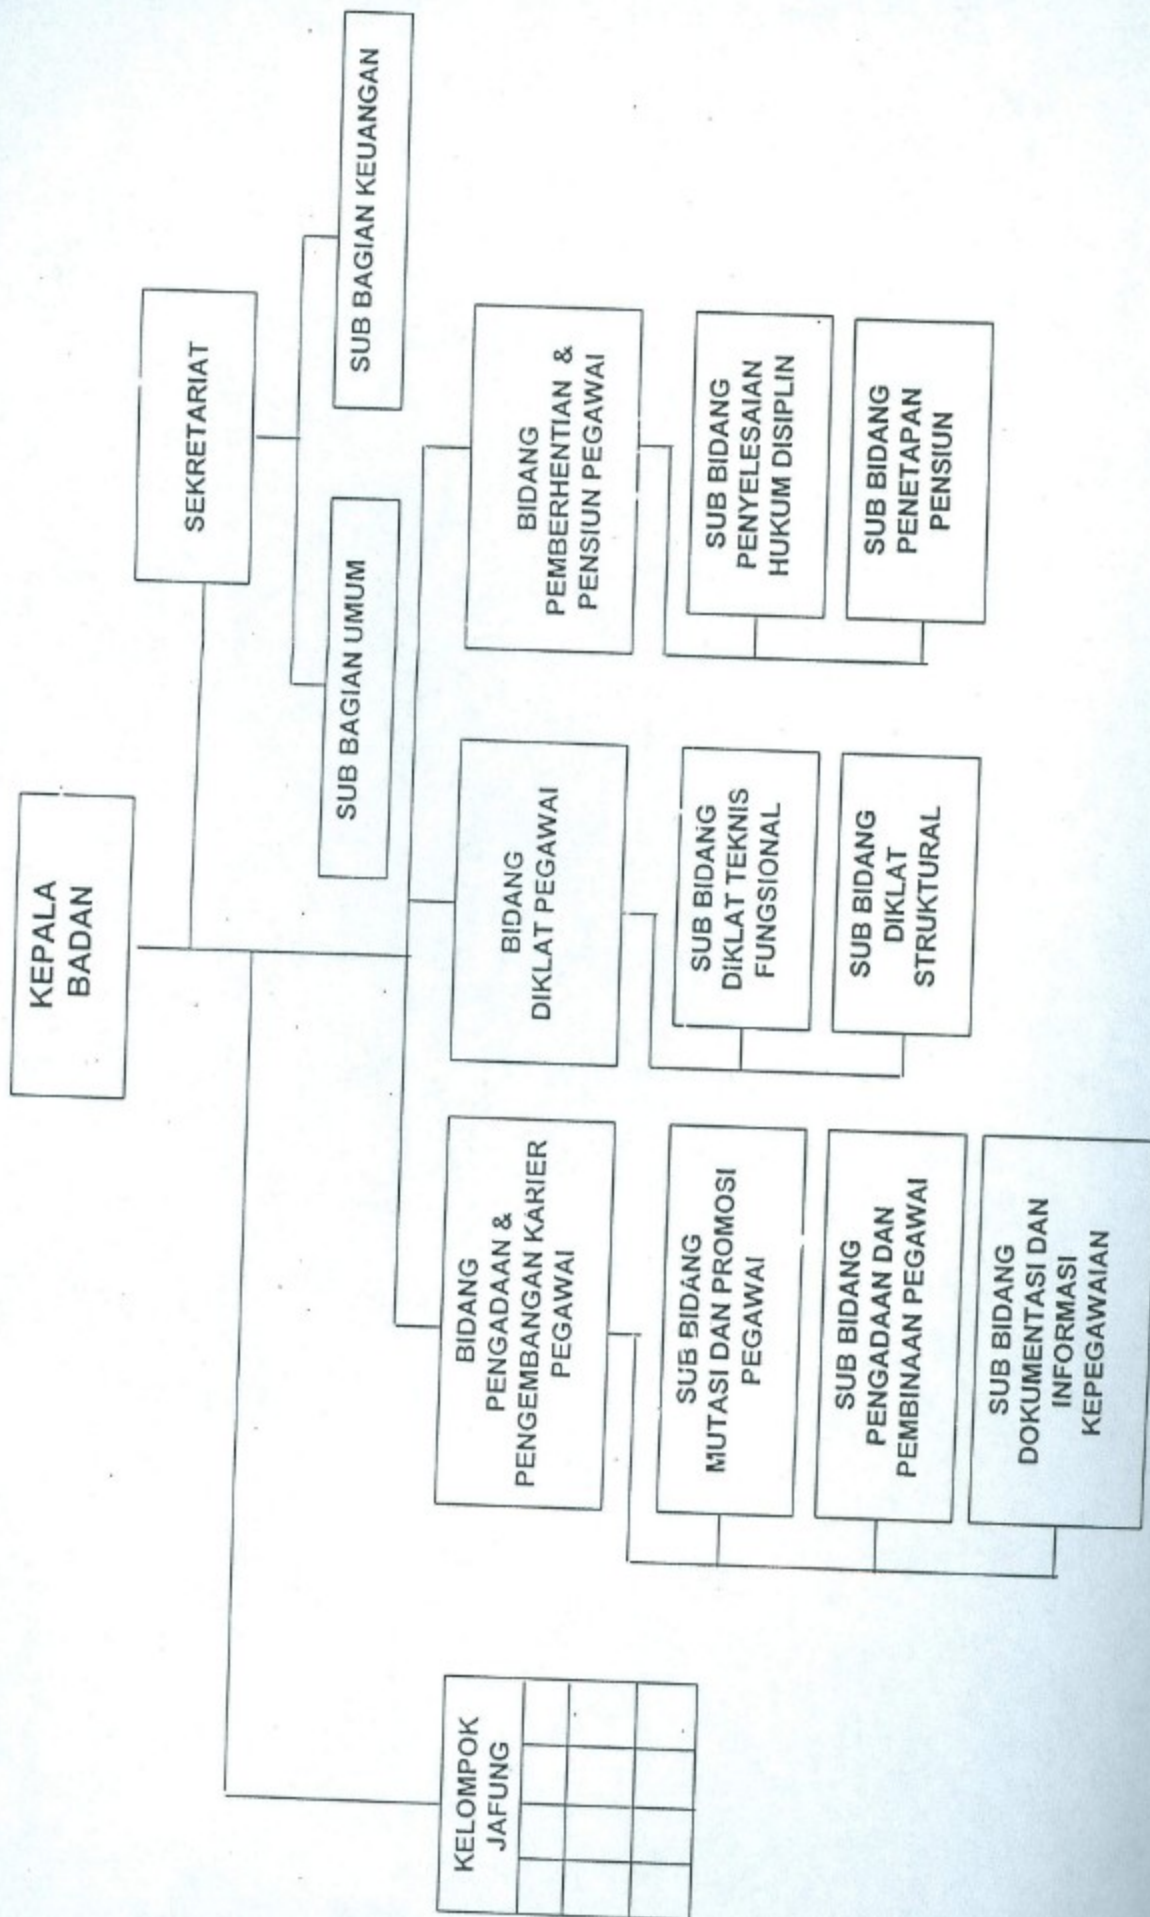 KEPALA
BADAN
SEKRETARIAT
SUB BAGIAN UMUM
SUB BAGIAN KEUANGAN
KELOMPOK
JAFUNG
BIDANG
PENGADAAN &
PENGEMBANGAN KARIER
PEGAWAI
SUB BIDANG
MUTASI DAN PROMOSI
PEGAWAI
SUB BIDANG
PENGADAAN DAN
PEMBINAAN PEGAWAI
SUB BIDANG
DOKUMENTASI DAN
INFORMASI
KEPEGAWAIAN
BIDANG
DIKLAT PEGAWAI
SUB BIDANG
DIKLAT TEKNIS
FUNGSIONAL
SUB BIDANG
DIKLAT
STRUKTURAL
BIDANG
PEMBERHENTIAN &
PENSIUN PEGAWAI
SUB BIDANG
PENYELESAIAN
HUKUM DISIPLIN
SUB BIDANG
PENETAPAN
PENSIUN